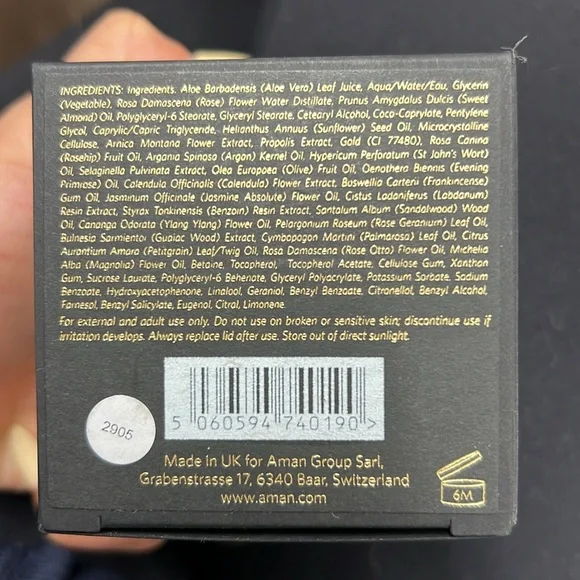 INGREDIENTS: Ingredients. Aloe Barbadensis (Aloe Vera) Leaf Juice, Aqua/Water/Eau, Glycerin
(Vegetable), Rosa Damascena (Rose) Flower Water Distillate, Prunus Amygdalus Dulcis (Sweet
Almond) Oil, Polyglyceryl-6 Stearate, Glyceryl Stearate, Cetearyl Alcohol, Coco-Caprylate, Pentylene
Glycol, Caprylic/Capric Triglyceride, Helianthus Annuus (Sunflower) Seed Oil, Microcrystalline
Cellulose, Arnica Montana Flower Extract, Propolis Extract, Gold (CI 77480), Rosa Canina
(Rosehip) Fruit Oil, Argania Spinosa (Argan) Kernel Oil, Hypericum Perforatum (St John's Wort)
Oil, Selaginella Pulvinata Extract, Olea Europoea (Olive) Fruit Oil, Oenothera Biennis (Evening
Primrose) Oil, Calendula Officinalis (Calendula) Flower Extract, Boswellia Carterii (Frankincense)
Gum Oil, Jasminum Officinale (Jasmine Absolute) Flower Oil, Cistus Ladaniferus (Labdanum)
Resin Extract, Styrax Tonkinensis (Benzoin) Resin Extract, Santalum Album (Sandalwood) Wood
Oil, Cananga Odorata (Ylang Ylang) Flower Oil, Pelargonium Roseum (Rose Geranium) Leaf Oil,
Bulnesia Sarmientoi (Guaiac Wood) Extract, Cymbopogon Martini (Palmarosa) Leaf Oil, Citrus
Aurantium Amara (Petitgrain) Leaf/Twig Oil, Rosa Damascena (Rose Otto) Flower Oil, Michelia
Alba (Magnolia) Flower Oil, Betaine, Tocopherol, Tocopherol Acetate, Cellulose Gum, Xanthan
Gum, Sucrose Laurate, Polyglyceryl-6 Behenate, Glyceryl Polyacrylate, Potassium Sorbate, Sodium
Benzoate, Hydroxyacetophenone, Linalool, Geraniol, Benzyl Benzoate, Citronellol, Benzyl Alcohol,
Farnesol, Benzyl Salicylate, Eugenol, Citral, Limonene.
For external and adult use only. Do not use on broken or sensitive skin; discontinue use if
irritation develops. Always replace lid after use. Store out of direct sunlight.
5 060594 740190 >
2905
Made in UK for Aman Group Sarl,
Grabenstrasse 17, 6340 Baar, Switzerland
www.aman.com
6M